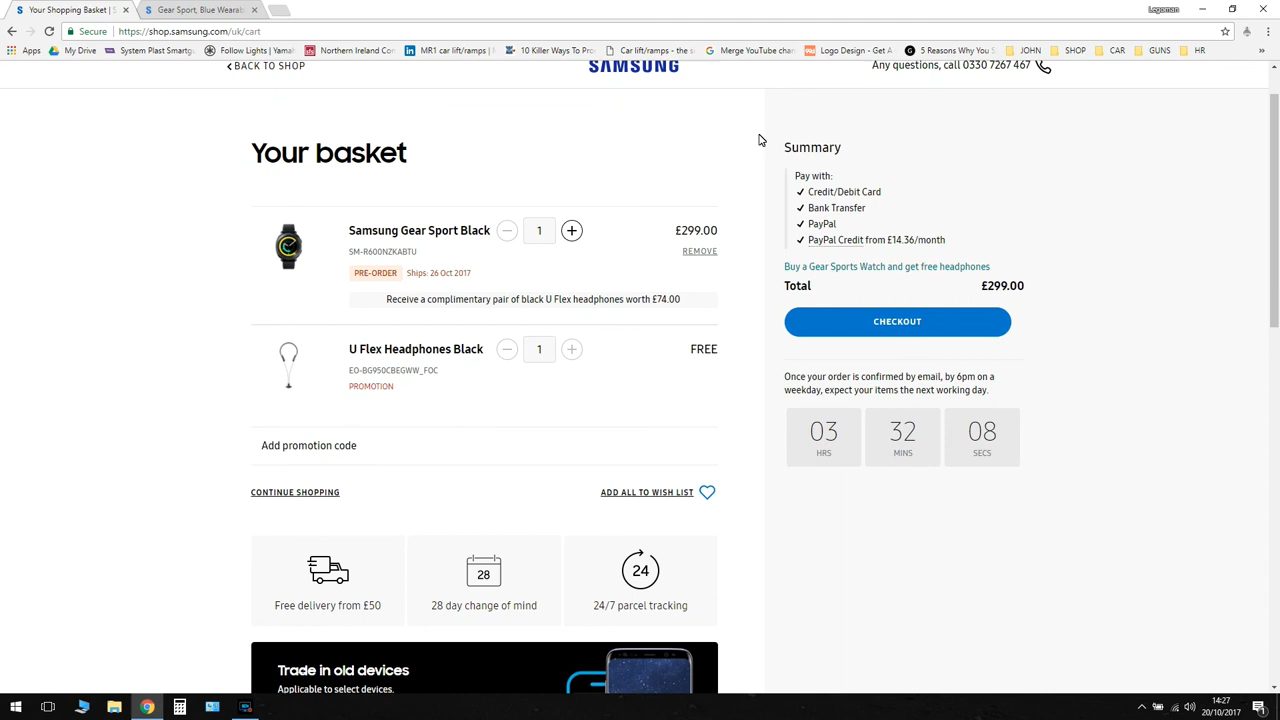 Your Shopping Basket | S
Gear Sport, Blue Wearab
Legoman
Secure
https://shop.samsung.com/uk/cart
Apps
My Drive
System Plast Smartg
Follow Lights | Yamah
Northern Ireland Con
MR1 car lift/ramps |
10 Killer Ways To Pro
Car lift/ramps - the s
Merge YouTube chan
Logo Design - Get A
5 Reasons Why You S
JOHN
SHOP
CAR
GUNS
HR
BACK TO SHOP
SAMSUNG
Any questions, call 0330 7267 467
Your basket
Samsung Gear Sport Black
1
£299.00
SM-R600NZKABTU
REMOVE
PRE-ORDER Ships: 26 Oct 2017
Receive a complimentary pair of black U Flex headphones worth £74.00
U Flex Headphones Black
1
FREE
EO-BG950CBEGWW_FOC
PROMOTION
Add promotion code
CONTINUE SHOPPING
ADD ALL TO WISH LIST
28
24
Free delivery from £50
28 day change of mind
24/7 parcel tracking
Trade in old devices
Applicable to select devices.
Summary
Pay with:
Credit/Debit Card
Bank Transfer
PayPal
PayPal Credit from £14.36/month
Buy a Gear Sports Watch and get free headphones
Total £299.00
CHECKOUT
Once your order is confirmed by email, by 6pm on a
weekday, expect your items the next working day.
03 32 08
HRS MINS SECS
14:27
20/10/2017